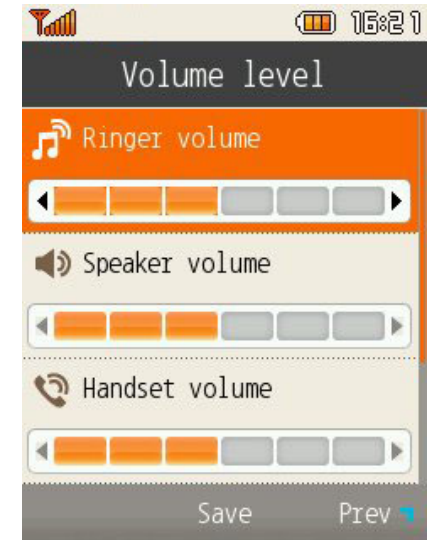 16:21
Volume level
Ringer volume
Speaker volume
Handset volume
Save Prev